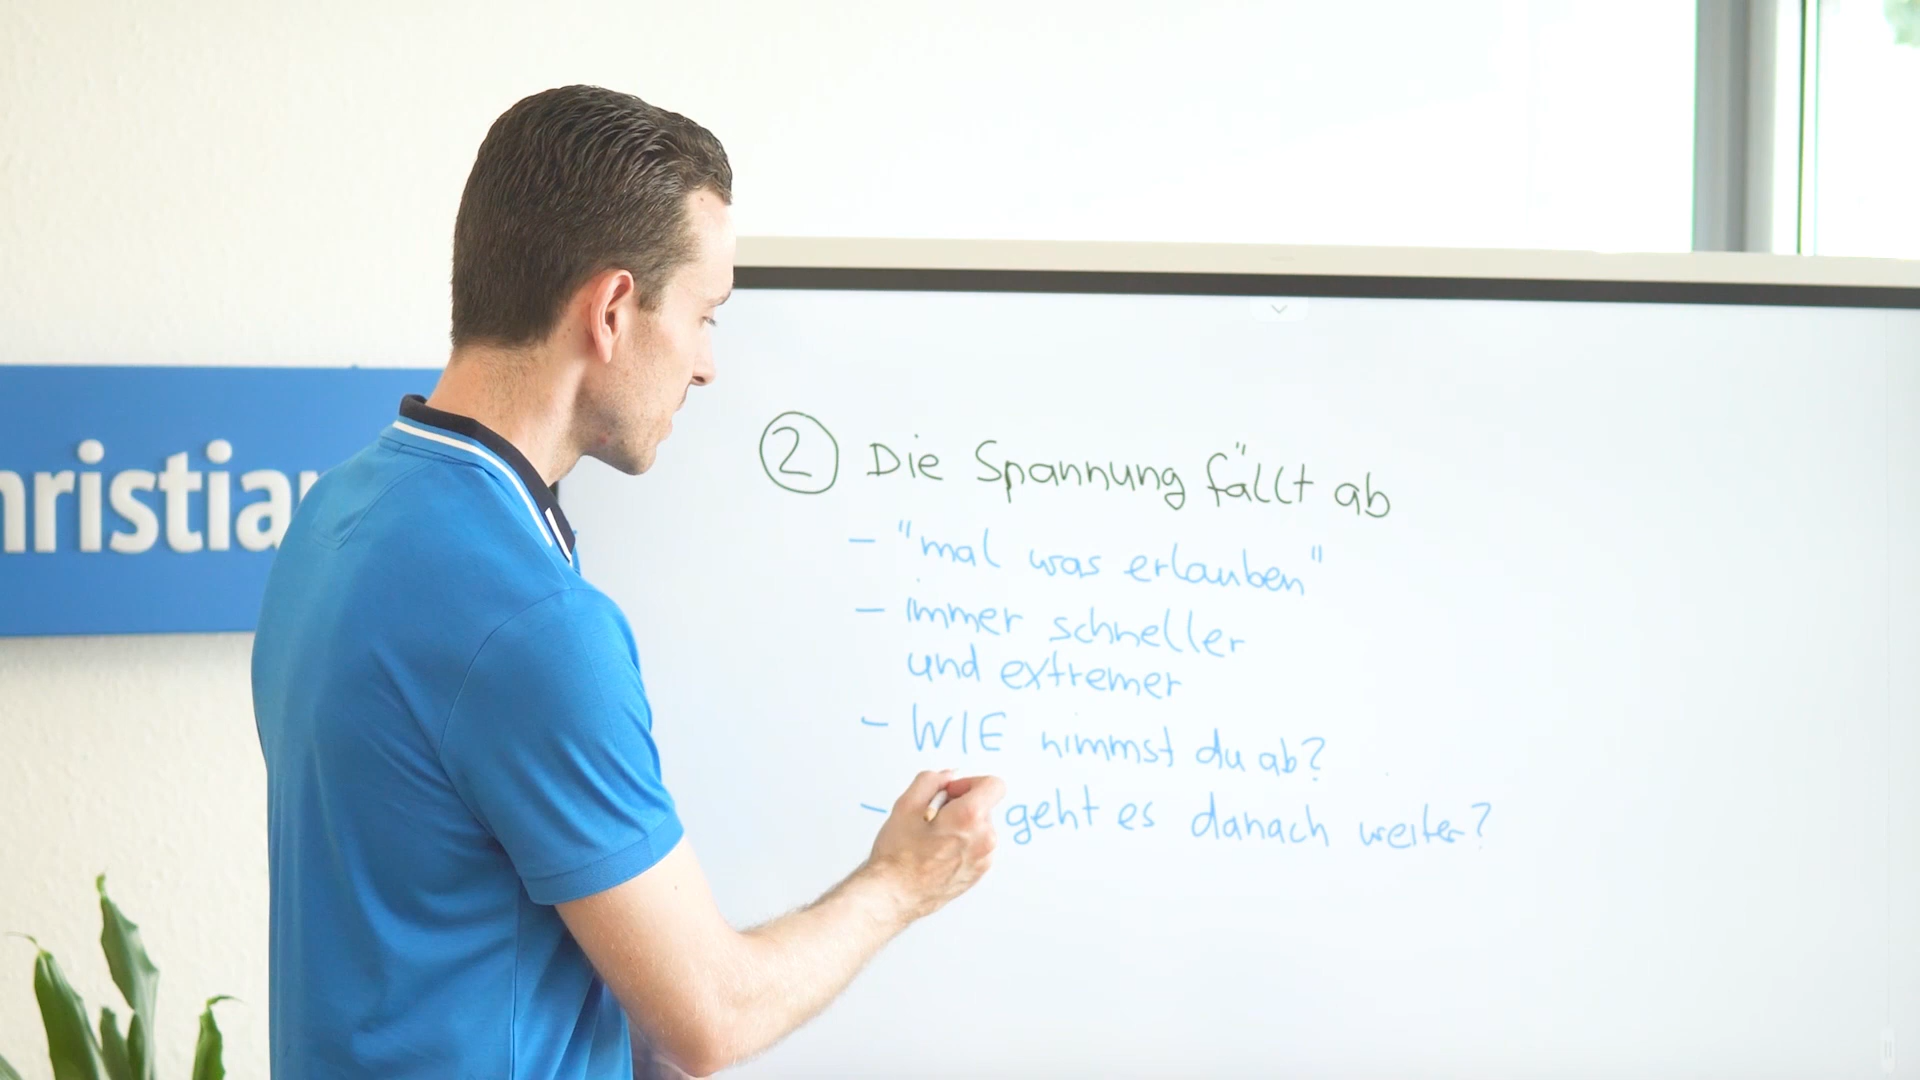 hristian
② Die Spannung fällt ab
- "mal was erlauben"
- immer schneller
und extremer
- WIE nimmst du ab?
- geht es danach weiter?